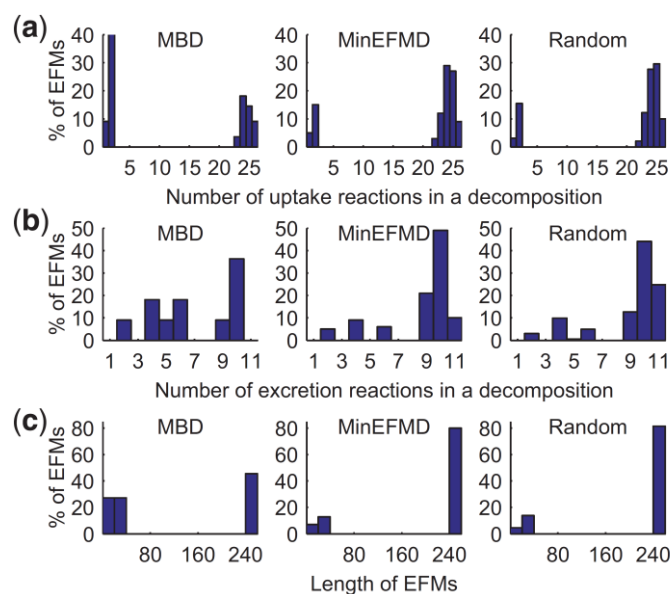 (a)
MBD MinEFMD Random
% of EFMs
40 40 40
30 30 30
20 20 20
10 10 10
0 0 0
5 10 15 20 25 5 10 15 20 25 5 10 15 20 25
Number of uptake reactions in a decomposition
(b)
MBD MinEFMD Random
% of EFMs
50 50 50
40 40 40
30 30 30
20 20 20
10 10 10
0 0 0
1 3 5 7 9 11 1 3 5 7 9 11 1 3 5 7 9 11
Number of excretion reactions in a decomposition
(c)
MBD MinEFMD Random
% of EFMs
80 80 80
60 60 60
40 40 40
20 20 20
0 0 0
80 160 240 80 160 240 80 160 240
Length of EFMs